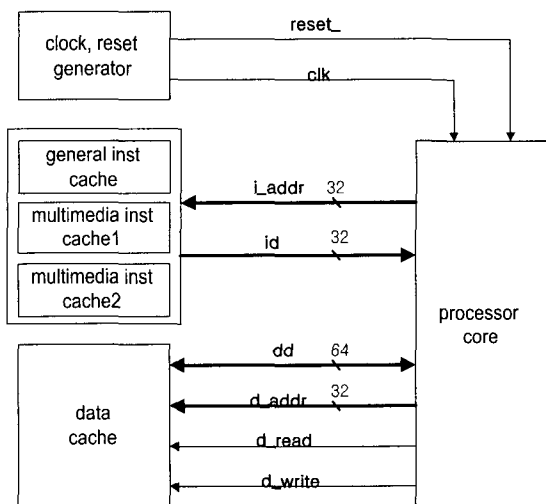 reset_
clock, reset
generator
clk
general inst
cache
i_addr 32
multimedia inst
cache1
id 32
multimedia inst
cache2
processor
core
dd 64
d_addr 32
data
cache
d_read
d_write